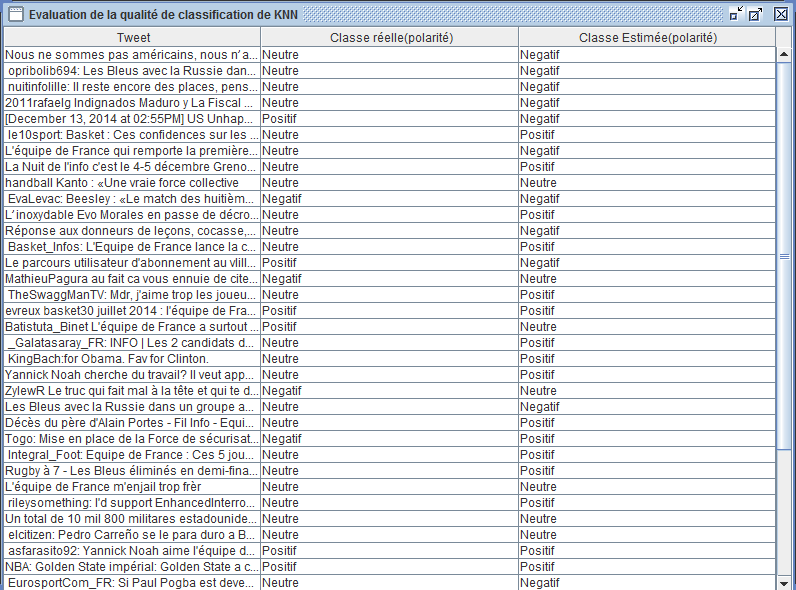 Evaluation de la qualité de classification de KNN
Tweet Classe réelle(polarité) Classe Estimée(polarité)
Nous ne sommes pas américains, nous n'a... Neutre Negatif
opribolib694: Les Bleus avec la Russie dan... Neutre Negatif
nuitinfolille: Il reste encore des places, pens... Neutre Negatif
2011rafaelg Indignados Maduro y La Fiscal ... Neutre Negatif
[December 13, 2014 at 02:55PM] US Unhap... Positif Negatif
le10sport: Basket : Ces confidences sur les ... Neutre Positif
L'équipe de France qui remporte la première... Neutre Negatif
La Nuit de l'info c'est le 4-5 décembre Greno... Neutre Positif
handball Kanto : «Une vraie force collective Neutre Neutre
EvaLevac: Beesley : «Le match des huitièm... Negatif Negatif
L'inoxydable Evo Morales en passe de décro... Neutre Positif
Réponse aux donneurs de leçons, cocasse,... Neutre Negatif
Basket_Infos: L'Equipe de France lance la c... Neutre Positif
Le parcours utilisateur d'abonnement au vlill... Positif Negatif
MathieuPagura au fait ca vous ennuie de cite... Negatif Neutre
TheSwaggManTV: Mdr, j'aime trop les joueu... Neutre Positif
evreux basket30 juillet 2014 : l'équipe de Fra... Positif Positif
Batistuta_Binet L'équipe de France a surtout ... Positif Neutre
_Galatasaray_FR: INFO | Les 2 candidats d... Neutre Positif
KingBach:for Obama. Fav for Clinton. Neutre Positif
Yannick Noah cherche du travail? Il veut app... Neutre Positif
ZylewR Le truc qui fait mal à la tête et qui te d... Negatif Neutre
Les Bleus avec la Russie dans un groupe a... Neutre Negatif
Décès du père d'Alain Portes - Fil Info - Equi... Neutre Positif
Togo: Mise en place de la Force de sécurisat... Negatif Positif
Integral_Foot: Equipe de France : Ces 5 jou... Neutre Positif
Rugby à 7 - Les Bleus éliminés en demi-fina... Neutre Positif
L'équipe de France m'enjail trop frèr Neutre Neutre
rileysomething: I'd support EnhancedInterro... Neutre Positif
Un total de 10 mil 800 militares estadounide... Neutre Neutre
elcitizen: Pedro Carreño se le para duro a B... Neutre Neutre
asfarasito92: Yannick Noah aime l'équipe d... Positif Positif
NBA: Golden State impérial: Golden State a c... Positif Positif
EurosportCom_FR: Si Paul Pogba est deve... Neutre Negatif